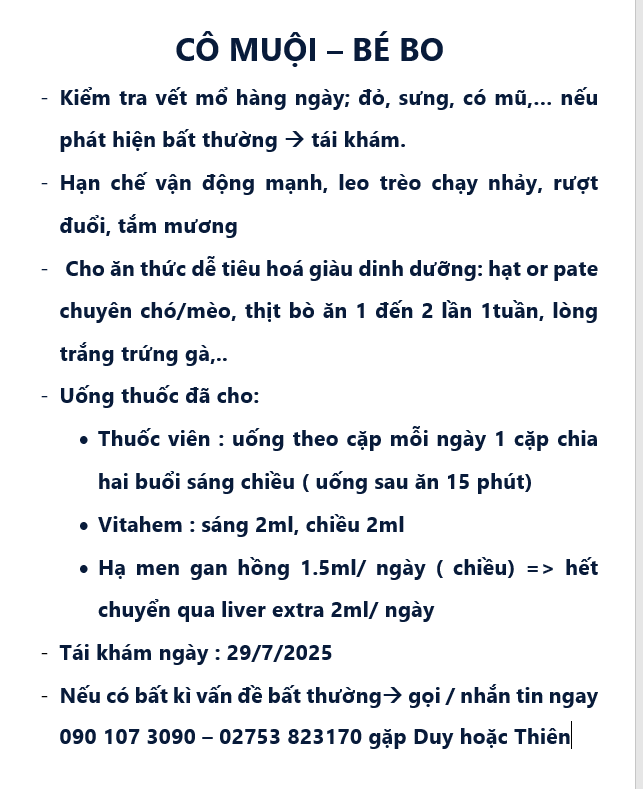 CÔ MUỘI – BÉ BO
- Kiểm tra vết mổ hàng ngày; đỏ, sưng, có mũ,... nếu
phát hiện bất thường → tái khám.
- Hạn chế vận động mạnh, leo trèo chạy nhảy, rượt
đuổi, tắm mương
- Cho ăn thức dễ tiêu hoá giàu dinh dưỡng: hạt or pate
chuyên chó/mèo, thịt bò ăn 1 đến 2 lần 1tuần, lòng
trắng trứng gà,..
- Uống thuốc đã cho:
• Thuốc viên : uống theo cặp mỗi ngày 1 cặp chia
hai buổi sáng chiều ( uống sau ăn 15 phút)
• Vitahem : sáng 2ml, chiều 2ml
• Hạ men gan hồng 1.5ml/ ngày ( chiều) => hết
chuyển qua liver extra 2ml/ ngày
- Tái khám ngày : 29/7/2025
- Nếu có bất kì vấn đề bất thường→ gọi / nhắn tin ngay
090 107 3090 – 02753 823170 gặp Duy hoặc Thiên